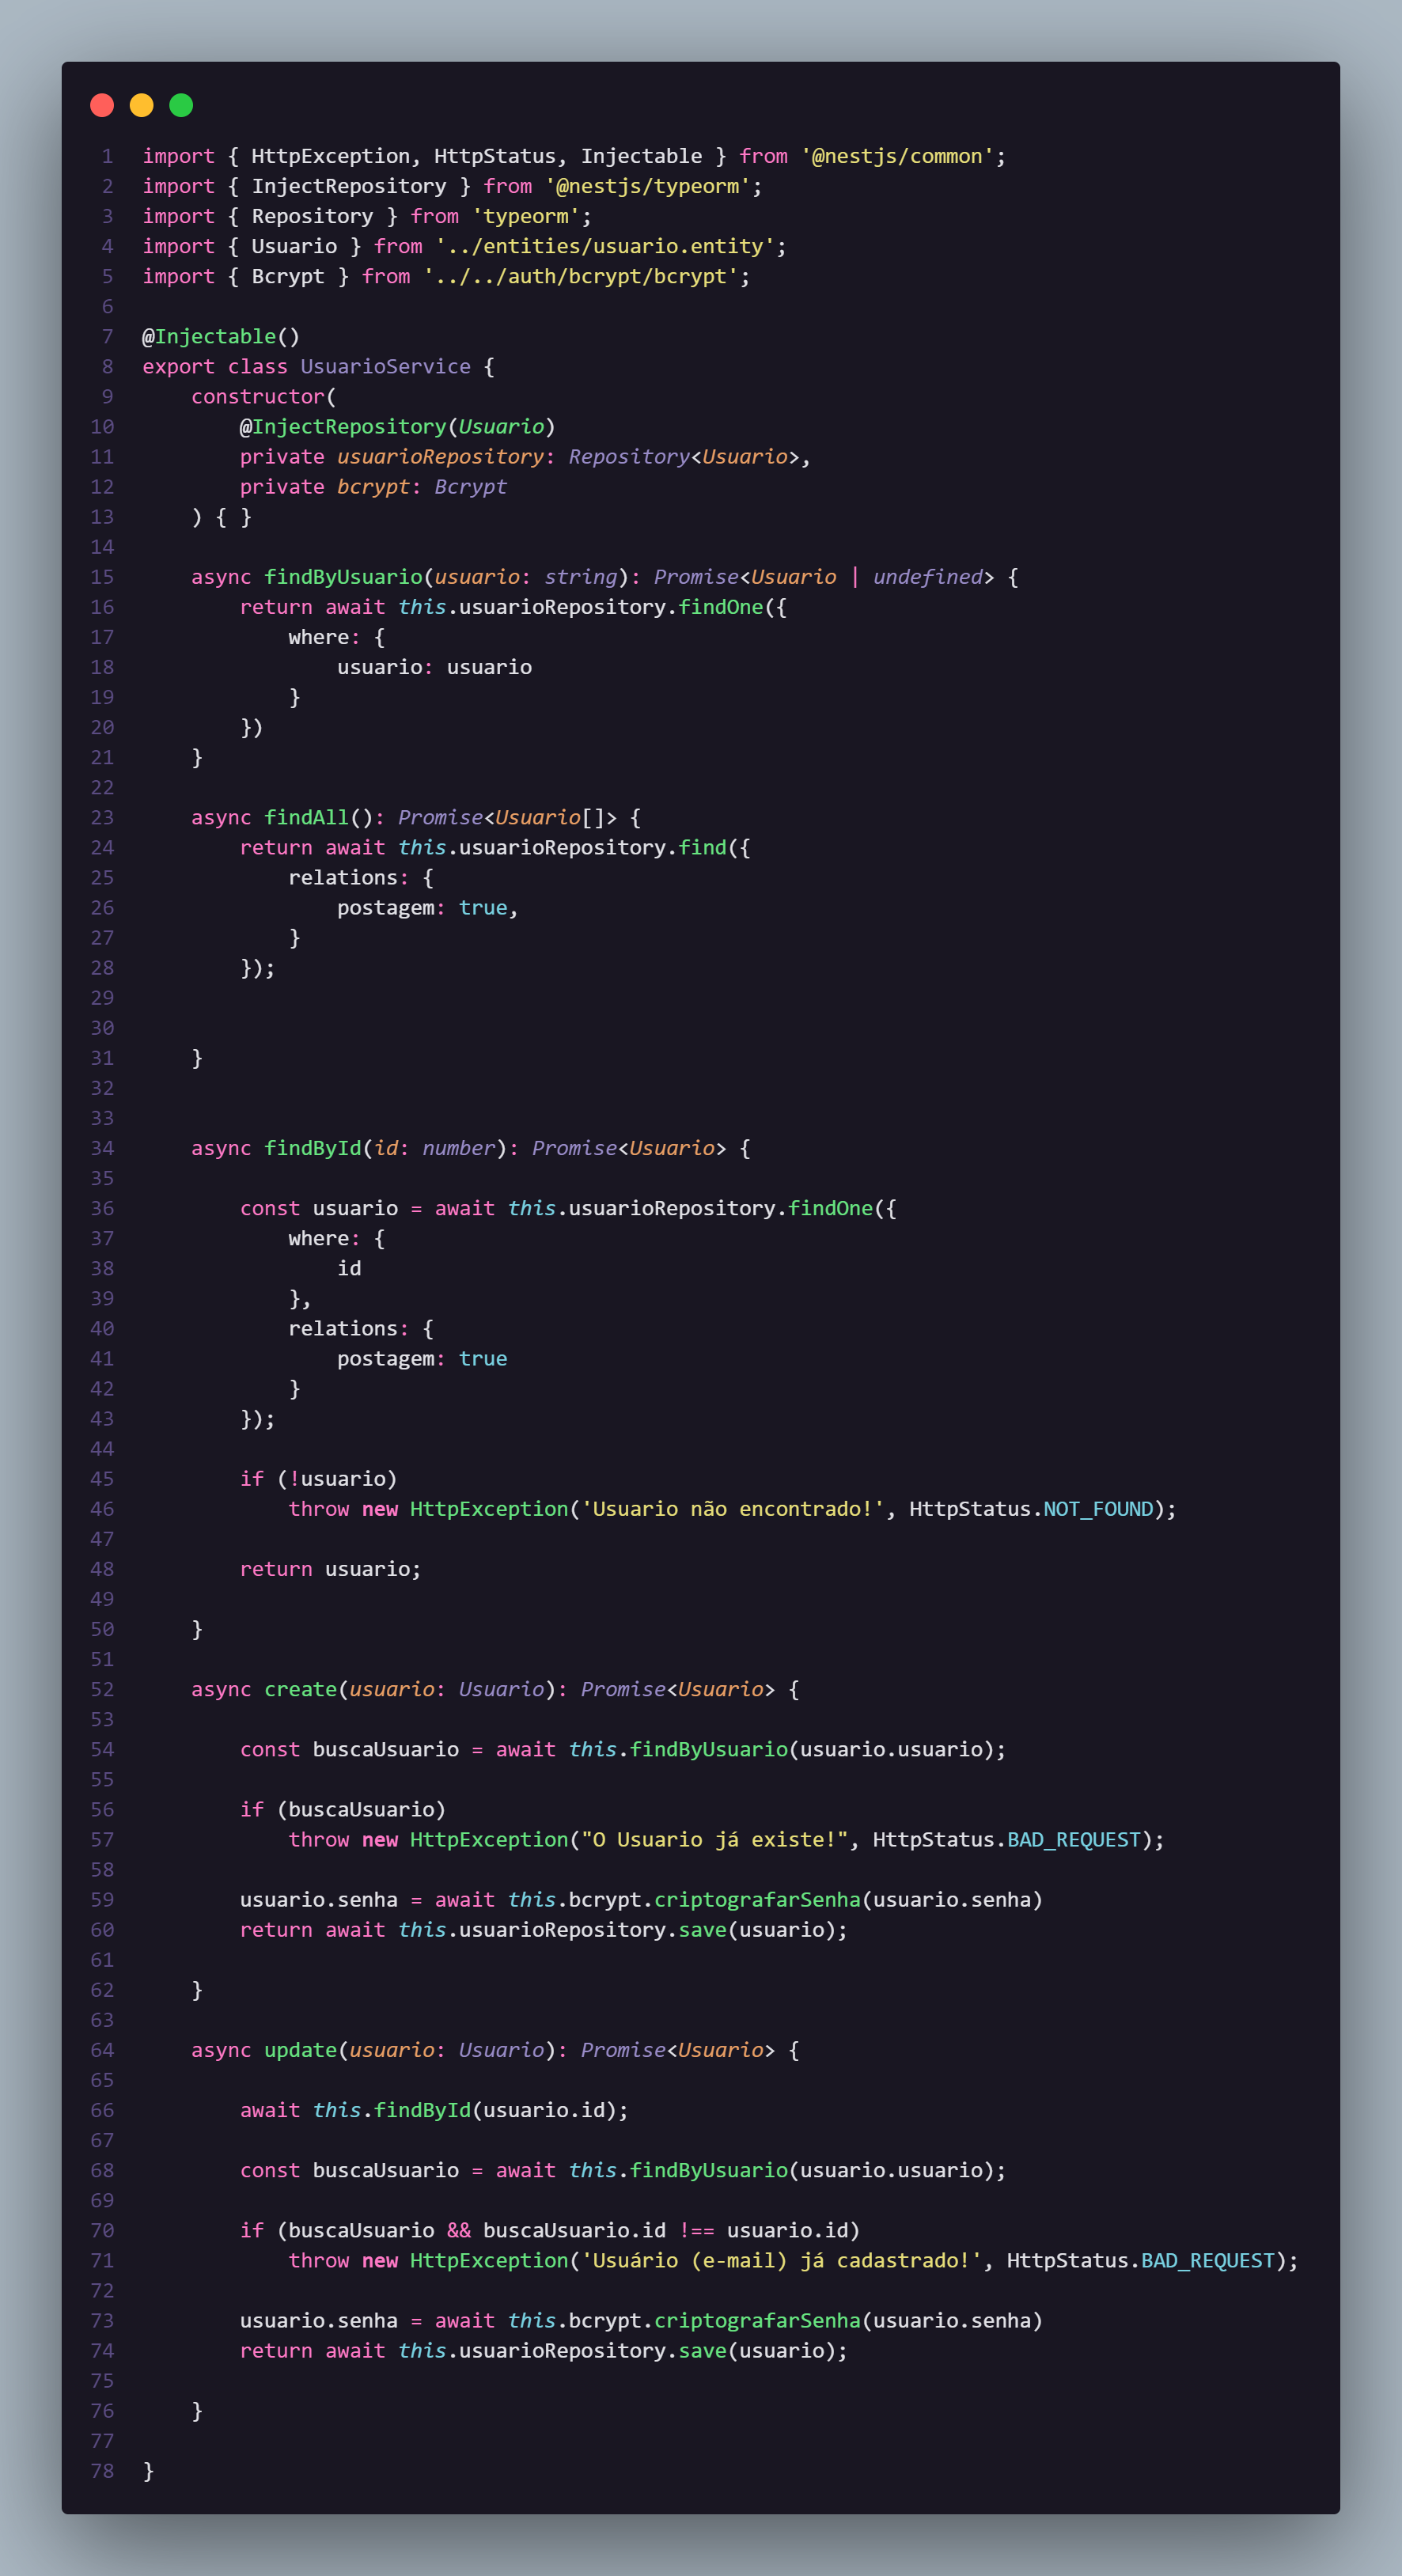 1 import { HttpException, HttpStatus, Injectable } from '@nestjs/common';
2 import { InjectRepository } from '@nestjs/typeorm';
3 import { Repository } from 'typeorm';
4 import { Usuario } from '../entities/usuario.entity';
5 import { Bcrypt } from '../../auth/bcrypt/bcrypt';
6
7 @Injectable()
8 export class UsuarioService {
9     constructor(
10         @InjectRepository(Usuario)
11         private usuarioRepository: Repository<Usuario>,
12         private bcrypt: Bcrypt
13     ) { }
14
15     async findByUsuario(usuario: string): Promise<Usuario | undefined> {
16         return await this.usuarioRepository.findOne({
17             where: {
18                 usuario: usuario
19             }
20         })
21     }
22
23     async findAll(): Promise<Usuario[]> {
24         return await this.usuarioRepository.find({
25             relations: {
26                 postagem: true,
27             }
28         });
29
30
31     }
32
33
34     async findById(id: number): Promise<Usuario> {
35
36         const usuario = await this.usuarioRepository.findOne({
37             where: {
38                 id
39             },
40             relations: {
41                 postagem: true
42             }
43         });
44
45         if (!usuario)
46             throw new HttpException('Usuario não encontrado!', HttpStatus.NOT_FOUND);
47
48         return usuario;
49
50     }
51
52     async create(usuario: Usuario): Promise<Usuario> {
53
54         const buscaUsuario = await this.findByUsuario(usuario.usuario);
55
56         if (buscaUsuario)
57             throw new HttpException("O Usuario já existe!", HttpStatus.BAD_REQUEST);
58
59         usuario.senha = await this.bcrypt.criptografarSenha(usuario.senha)
60         return await this.usuarioRepository.save(usuario);
61
62     }
63
64     async update(usuario: Usuario): Promise<Usuario> {
65
66         await this.findById(usuario.id);
67
68         const buscaUsuario = await this.findByUsuario(usuario.usuario);
69
70         if (buscaUsuario && buscaUsuario.id !== usuario.id)
71             throw new HttpException('Usuário (e-mail) já cadastrado!', HttpStatus.BAD_REQUEST);
72
73         usuario.senha = await this.bcrypt.criptografarSenha(usuario.senha)
74         return await this.usuarioRepository.save(usuario);
75
76     }
77
78 }